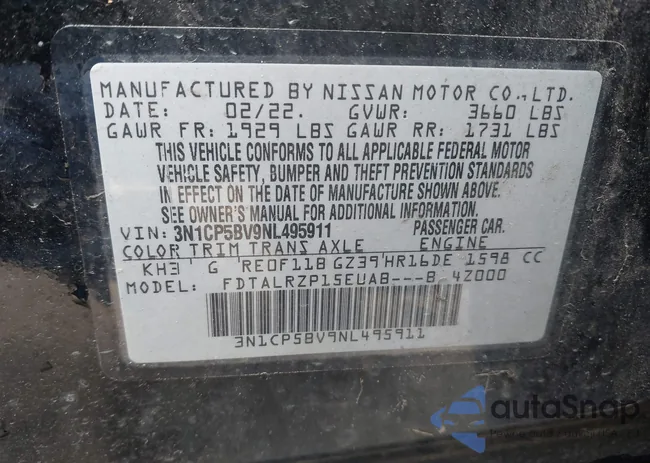 MANUFACTURED BY NISSAN MOTOR CO., LTD.
DATE: 02/22. GVWR: 3660 LBS
GAWR FR: 1929 LBS GAWR RR: 1731 LBS
THIS VEHICLE CONFORMS TO ALL APPLICABLE FEDERAL MOTOR
VEHICLE SAFETY, BUMPER AND THEFT PREVENTION STANDARDS
IN EFFECT ON THE DATE OF MANUFACTURE SHOWN ABOVE.
SEE OWNER'S MANUAL FOR ADDITIONAL INFORMATION.
VIN: 3N1CP5BV9NL495911 PASSENGER CAR.
COLOR TRIM TRANS AXLE ENGINE
KH3 G RE0F11B GZ39 HR16DE 1598 CC
MODEL: FDTALRZP15EUAB---B 4Z000
3N1CP5BV9NL495911
autoSnap